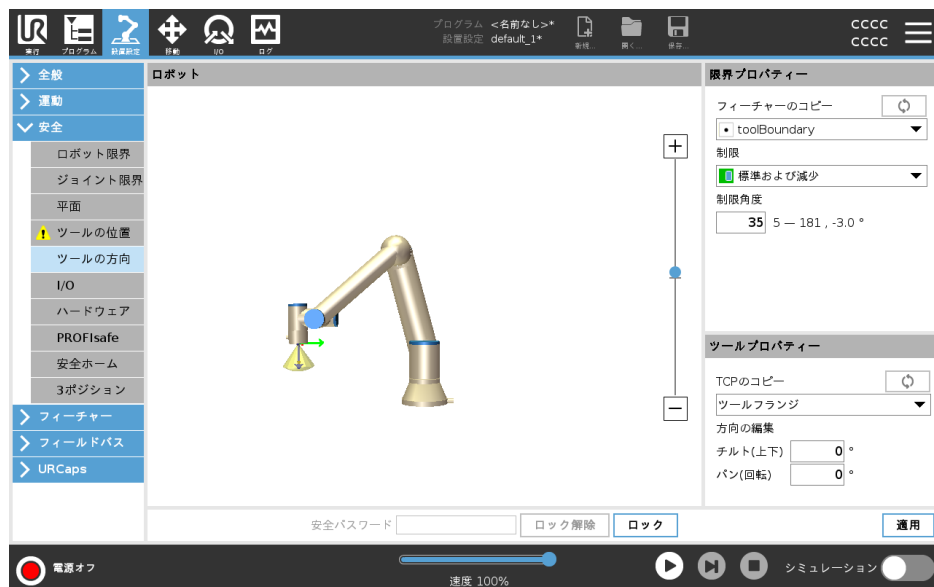 プログラム <名前なし>*
設置設定 default_1*
cccc
cccc
実行
プログラム
設置設定
移動
I/O
ログ
新規...
開く...
保存...
全般
運動
安全
ロボット限界
ジョイント限界
平面
ツールの位置
ツールの方向
I/O
ハードウェア
PROFIsafe
安全ホーム
3ポジション
フィーチャー
フィールドバス
URCaps
ロボット
限界プロパティー
フィーチャーのコピー
toolBoundary
制限
標準および減少
制限角度
35 5 — 181 , -3.0 °
ツールプロパティー
TCPのコピー
ツールフランジ
方向の編集
チルト(上下) 0 °
パン(回転) 0 °
安全パスワード
ロック解除
ロック
適用
電源オフ
速度 100%
シミュレーション